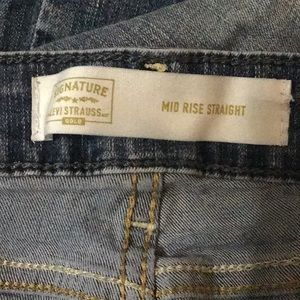 SIGNATURE
LEVI STRAUSS
GOLD
MID RISE STRAIGHT